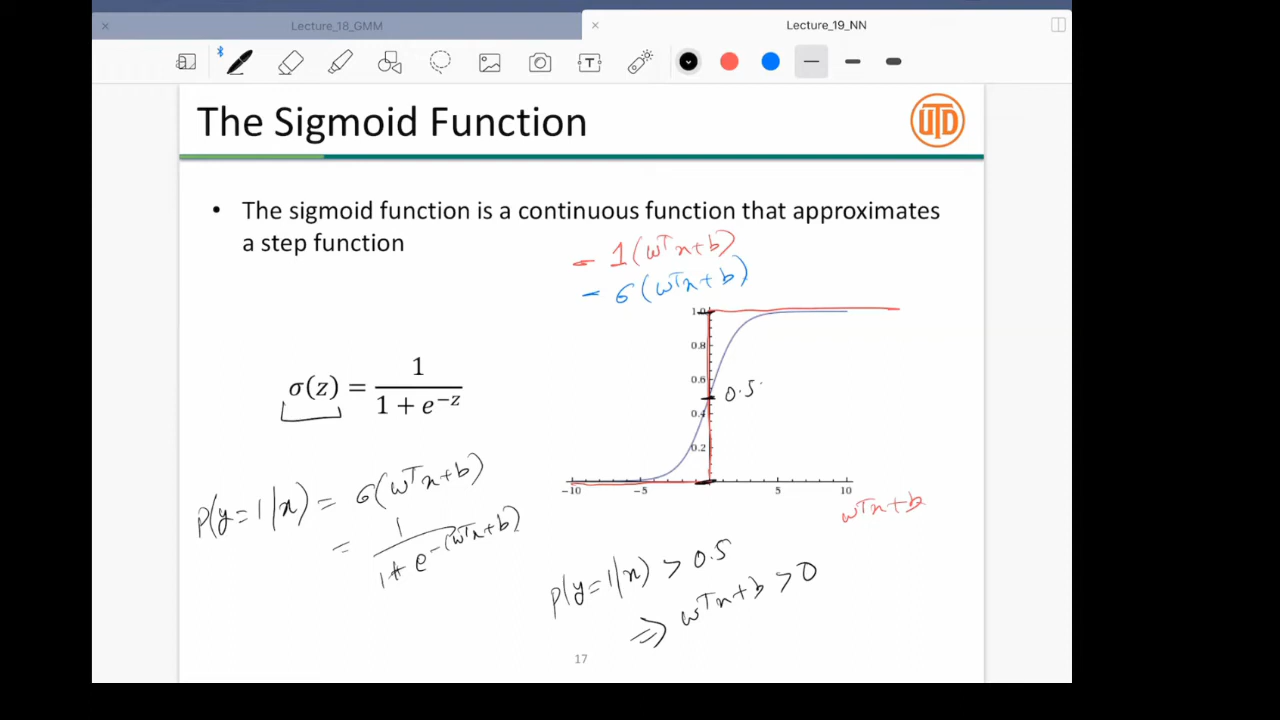 Lecture_18_GMM
Lecture_19_NN
T
The Sigmoid Function
UTD
• The sigmoid function is a continuous function that approximates
a step function
- 1(wᵀx+b)
- σ(wᵀx+b)
1.0
0.8
0.6
0.5
0.4
0.2
-10 -5 5 10
wᵀx+b
σ(z) = 1 / (1 + e^{-z})
p(y=1|x) = σ(wᵀx+b)
= 1 / (1 + e^{-(wᵀx+b)})
p(y=1|x) > 0.5
⇒ wᵀx+b > 0
17